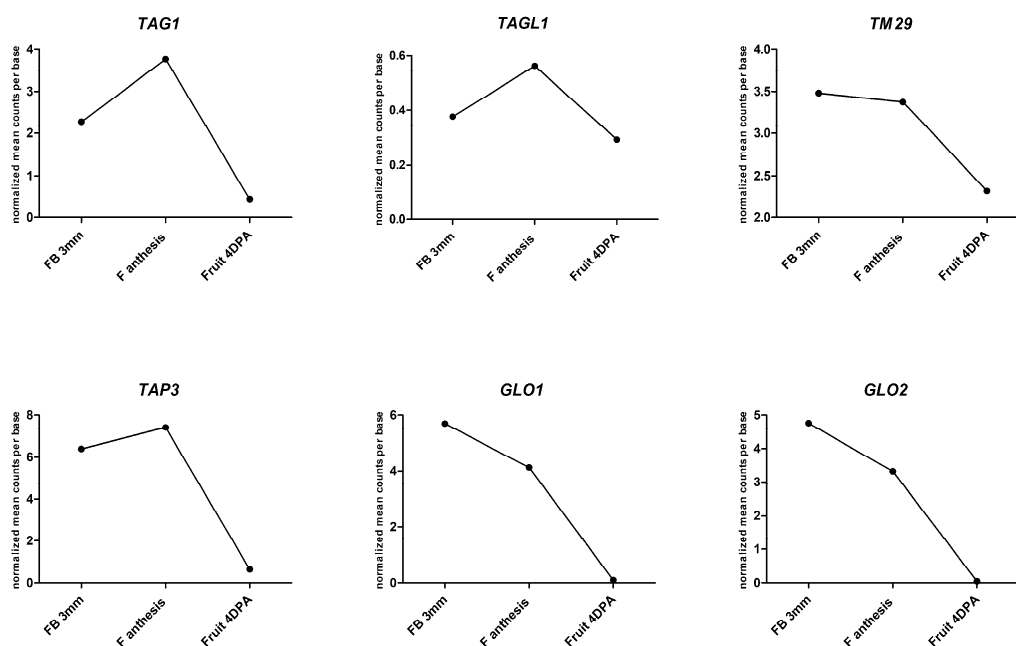 TAG1
normalized mean counts per base
4
3
2
1
0
FB 3mm
F anthesis
Fruit 4DPA
TAGL1
normalized mean counts per base
0.6
0.4
0.2
0.0
FB 3mm
F anthesis
Fruit 4DPA
TM29
normalized mean counts per base
4.0
3.5
3.0
2.5
2.0
FB 3mm
F anthesis
Fruit 4DPA
TAP3
normalized mean counts per base
8
6
4
2
0
FB 3mm
F anthesis
Fruit 4DPA
GLO1
normalized mean counts per base
6
4
2
0
FB 3mm
F anthesis
Fruit 4DPA
GLO2
normalized mean counts per base
5
4
3
2
1
0
FB 3mm
F anthesis
Fruit 4DPA